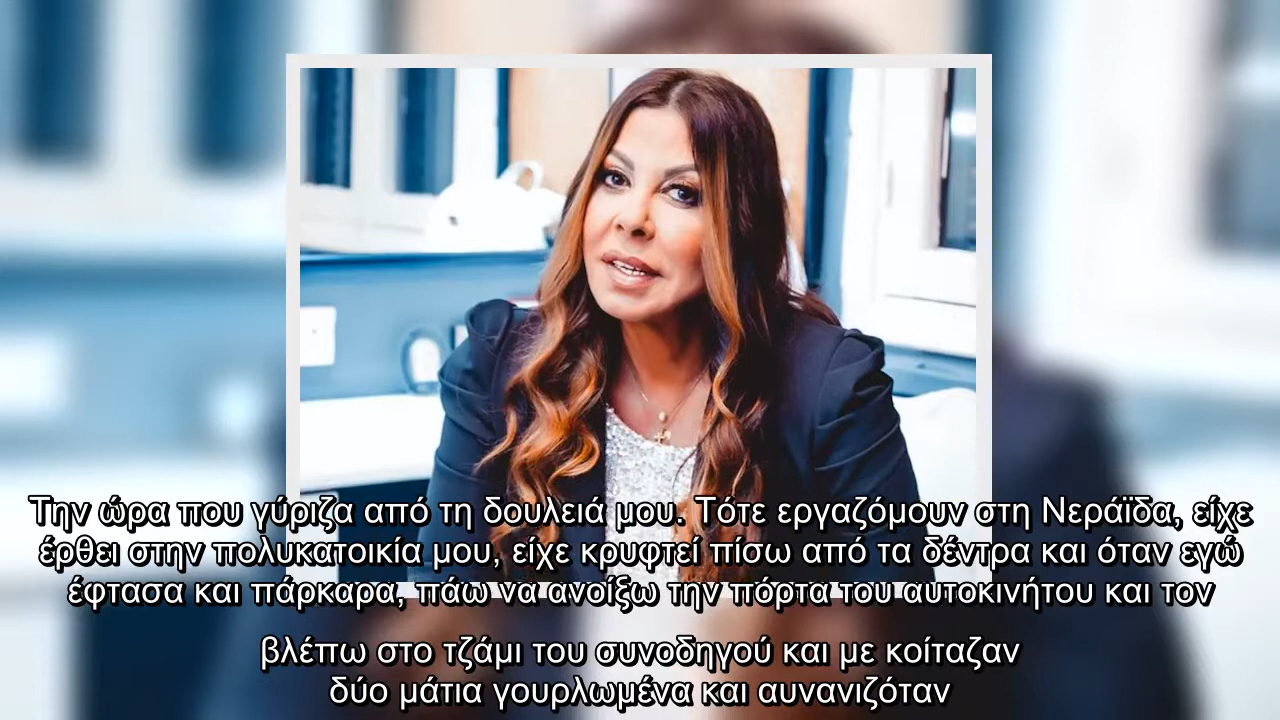 Την ώρα που γύριζα από τη δουλειά μου. Τότε εργαζόμουν στη Νεράϊδα, είχε
έρθει στην πολυκατοικία μου, είχε κρυφτεί πίσω από τα δέντρα και όταν εγώ
έφτασα και πάρκαρα, πάω να ανοίξω την πόρτα του αυτοκινήτου και τον
βλέπω στο τζάμι του συνοδηγού και με κοίταζαν
δύο μάτια γουρλωμένα και αυνανιζόταν